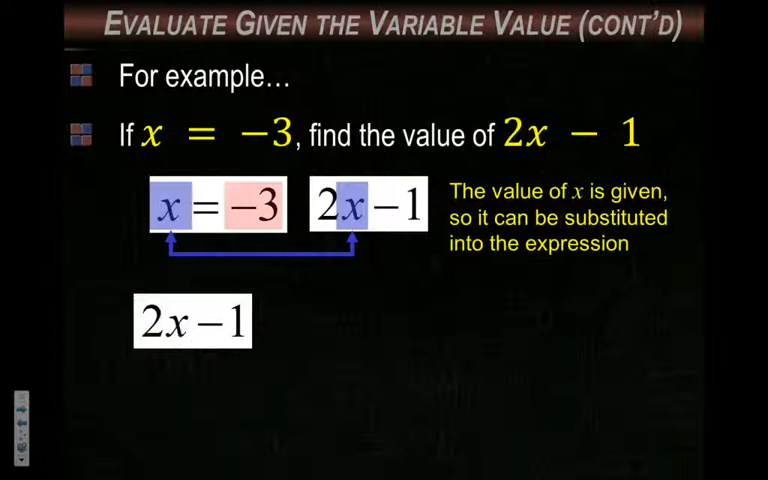 EVALUATE GIVEN THE VARIABLE VALUE (CONT'D)
For example…
If x = −3, find the value of 2x − 1
x = −3 2x − 1
The value of x is given,
so it can be substituted
into the expression
2x − 1